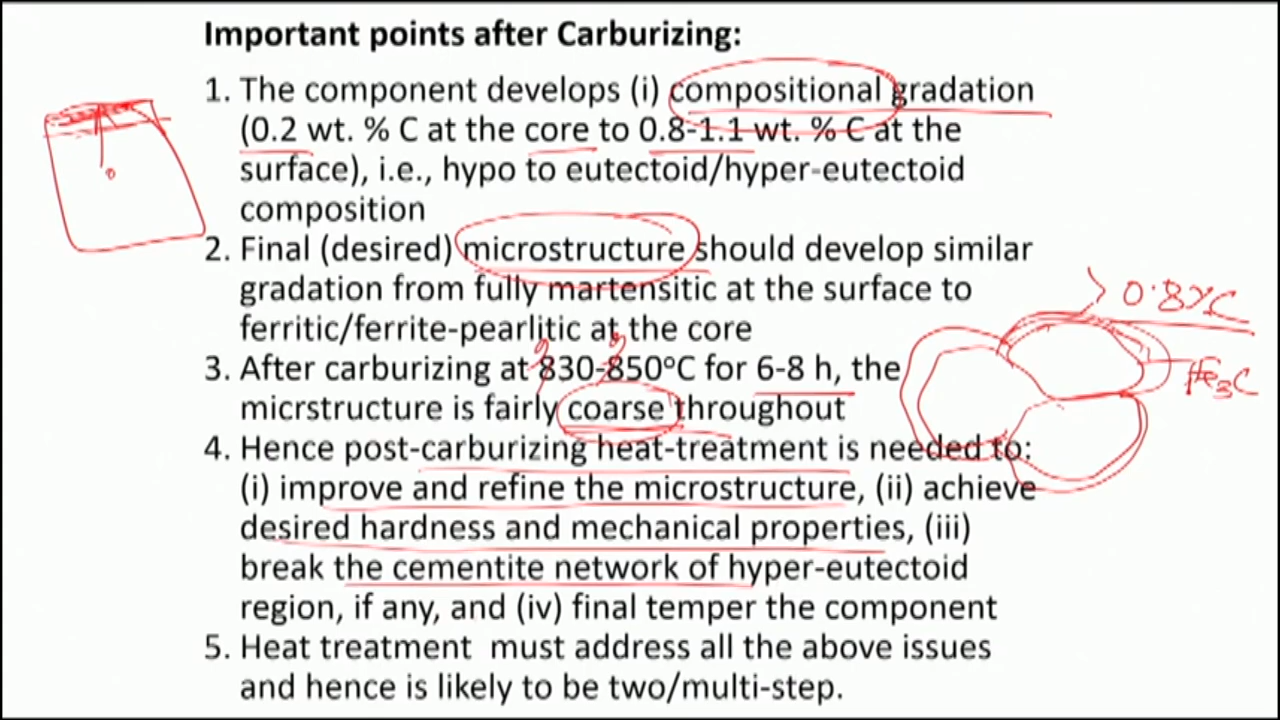 Important points after Carburizing:
1. The component develops (i) compositional gradation
(0.2 wt. % C at the core to 0.8-1.1 wt. % C at the
surface), i.e., hypo to eutectoid/hyper-eutectoid
composition
2. Final (desired) microstructure should develop similar
gradation from fully martensitic at the surface to
ferritic/ferrite-pearlitic at the core
> 0.8%C
9 9
3. After carburizing at 830-850°C for 6-8 h, the
Fe₃C
micrstructure is fairly coarse throughout
4. Hence post-carburizing heat-treatment is needed to:
(i) improve and refine the microstructure, (ii) achieve
desired hardness and mechanical properties, (iii)
break the cementite network of hyper-eutectoid
region, if any, and (iv) final temper the component
5. Heat treatment must address all the above issues
and hence is likely to be two/multi-step.